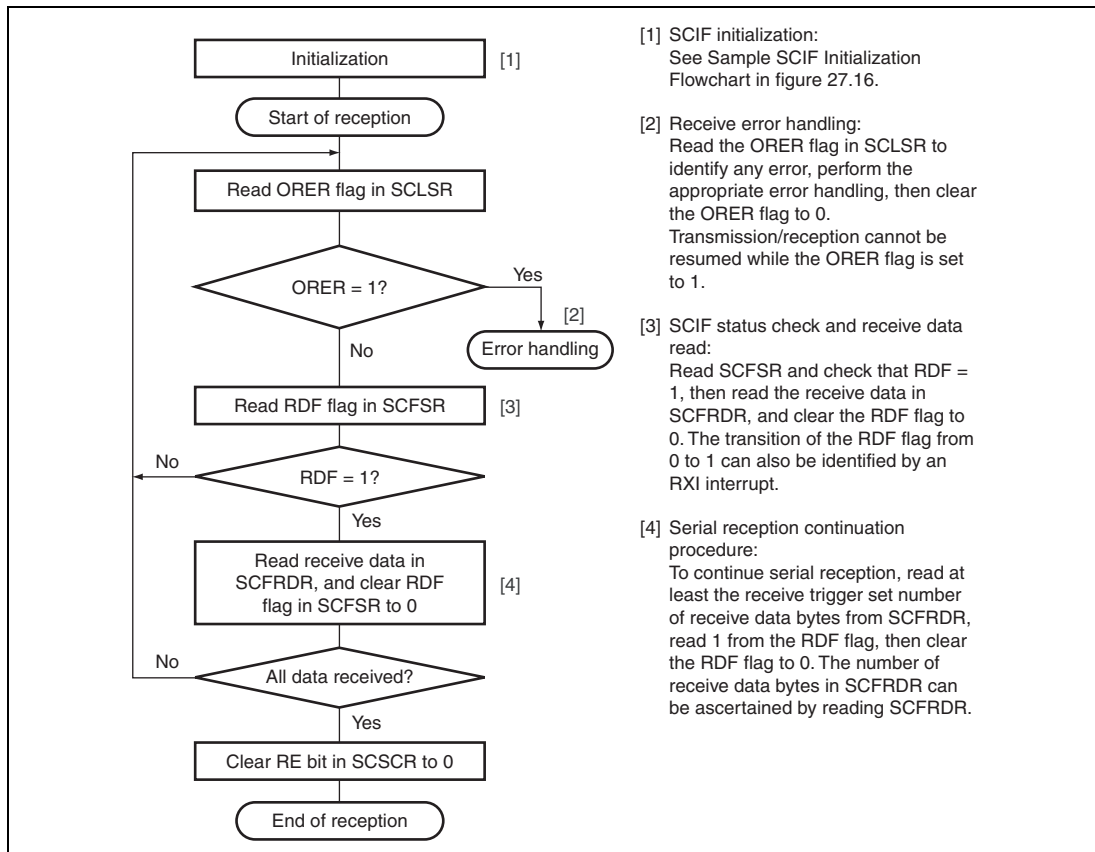 Initialization
[1]
Start of reception
Read ORER flag in SCLSR
ORER = 1?
Yes
[2]
Error handling
No
Read RDF flag in SCFSR
[3]
No
RDF = 1?
Yes
Read receive data in
SCFRDR, and clear RDF
flag in SCFSR to 0
[4]
No
All data received?
Yes
Clear RE bit in SCSCR to 0
End of reception
[1] SCIF initialization:
See Sample SCIF Initialization
Flowchart in figure 27.16.
[2] Receive error handling:
Read the ORER flag in SCLSR to
identify any error, perform the
appropriate error handling, then clear
the ORER flag to 0.
Transmission/reception cannot be
resumed while the ORER flag is set
to 1.
[3] SCIF status check and receive data
read:
Read SCFSR and check that RDF =
1, then read the receive data in
SCFRDR, and clear the RDF flag to
0. The transition of the RDF flag from
0 to 1 can also be identified by an
RXI interrupt.
[4] Serial reception continuation
procedure:
To continue serial reception, read at
least the receive trigger set number
of receive data bytes from SCFRDR,
read 1 from the RDF flag, then clear
the RDF flag to 0. The number of
receive data bytes in SCFRDR can
be ascertained by reading SCFRDR.